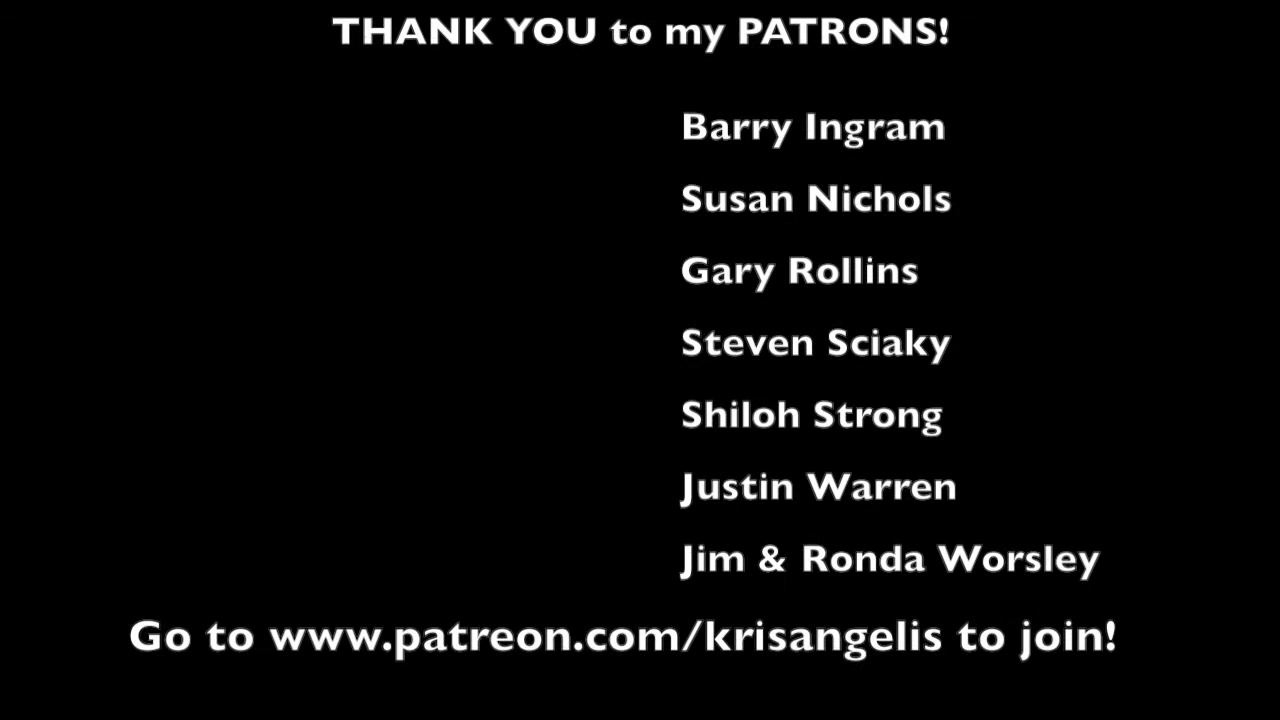 THANK YOU to my PATRONS!
Barry Ingram
Susan Nichols
Gary Rollins
Steven Sciaky
Shiloh Strong
Justin Warren
Jim & Ronda Worsley
Go to www.patreon.com/krisangelis to join!